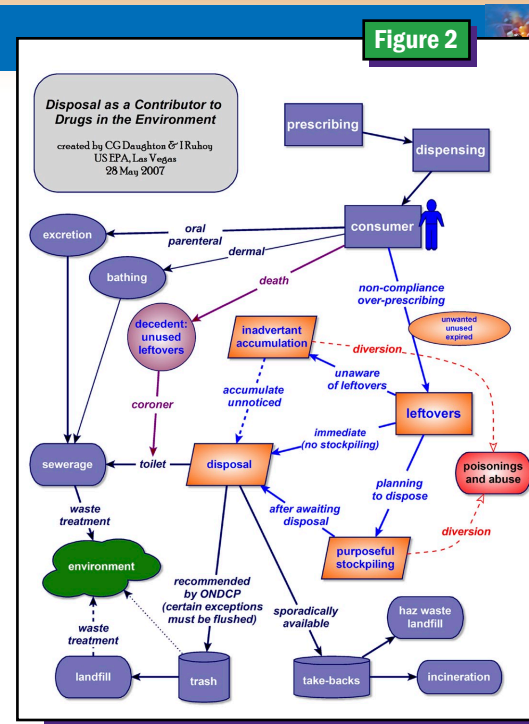 Figure 2
Disposal as a Contributor to
Drugs in the Environment
created by CG Daughton & I Ruhoy
US EPA, Las Vegas
28 May 2007
prescribing
dispensing
consumer
excretion
oral
parenteral
dermal
bathing
death
non-compliance
over-prescribing
unwanted
unused
expired
decedent:
unused
leftovers
inadvertant
accumulation
diversion
unaware
of leftovers
accumulate
unnoticed
leftovers
coroner
immediate
(no stockpiling)
poisonings
and abuse
sewerage
toilet
disposal
planning
to dispose
after awaiting
disposal
waste
treatment
diversion
purposeful
stockpiling
environment
recommended
by ONDCP
(certain exceptions
must be flushed)
sporadically
available
haz waste
landfill
waste
treatment
landfill
trash
take-backs
incineration